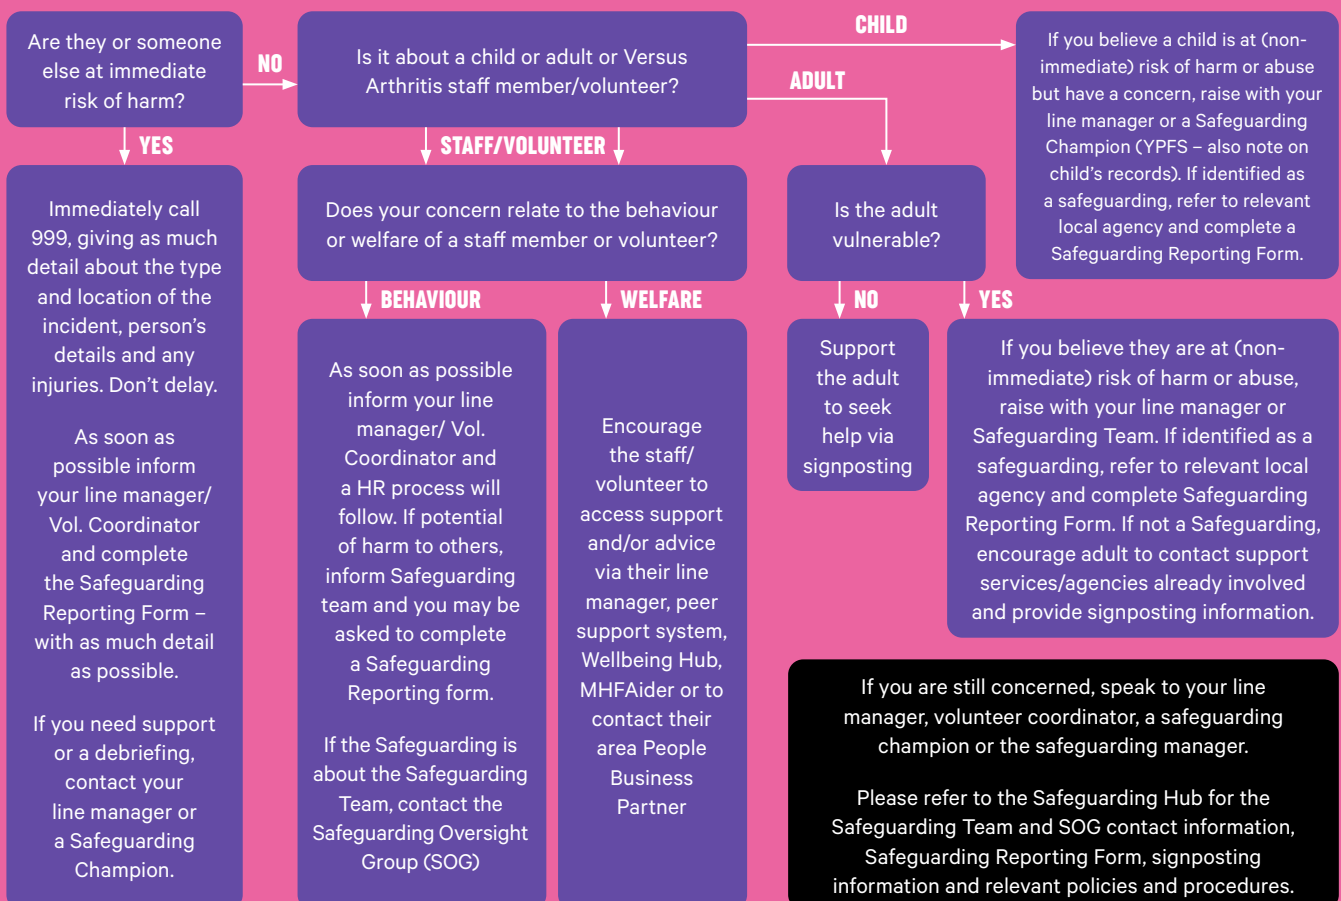 Are they or someone
else at immediate
risk of harm?
NO
Is it about a child or adult or Versus
Arthritis staff member/volunteer?
CHILD
ADULT
If you believe a child is at (non-
immediate) risk of harm or abuse
but have a concern, raise with your
line manager or a Safeguarding
Champion (YPFS – also note on
child's records). If identified as
a safeguarding, refer to relevant
local agency and complete a
Safeguarding Reporting Form.
YES
STAFF/VOLUNTEER
Immediately call
999, giving as much
detail about the type
and location of the
incident, person's
details and any
injuries. Don't delay.
As soon as
possible inform
your line manager/
Vol. Coordinator
and complete
the Safeguarding
Reporting Form –
with as much detail
as possible.
If you need support
or a debriefing,
contact your
line manager or
a Safeguarding
Champion.
Does your concern relate to the behaviour
or welfare of a staff member or volunteer?
BEHAVIOUR
WELFARE
As soon as possible
inform your line
manager/ Vol.
Coordinator and
a HR process will
follow. If potential
of harm to others,
inform Safeguarding
team and you may be
asked to complete
a Safeguarding
Reporting form.
If the Safeguarding is
about the Safeguarding
Team, contact the
Safeguarding Oversight
Group (SOG)
Encourage
the staff/
volunteer to
access support
and/or advice
via their line
manager, peer
support system,
Wellbeing Hub,
MHFAider or to
contact their
area People
Business
Partner
Is the adult
vulnerable?
NO
YES
Support
the adult
to seek
help via
signposting
If you believe they are at (non-
immediate) risk of harm or abuse,
raise with your line manager or
Safeguarding Team. If identified as a
safeguarding, refer to relevant local
agency and complete Safeguarding
Reporting Form. If not a Safeguarding,
encourage adult to contact support
services/agencies already involved
and provide signposting information.
If you are still concerned, speak to your line
manager, volunteer coordinator, a safeguarding
champion or the safeguarding manager.
Please refer to the Safeguarding Hub for the
Safeguarding Team and SOG contact information,
Safeguarding Reporting Form, signposting
information and relevant policies and procedures.